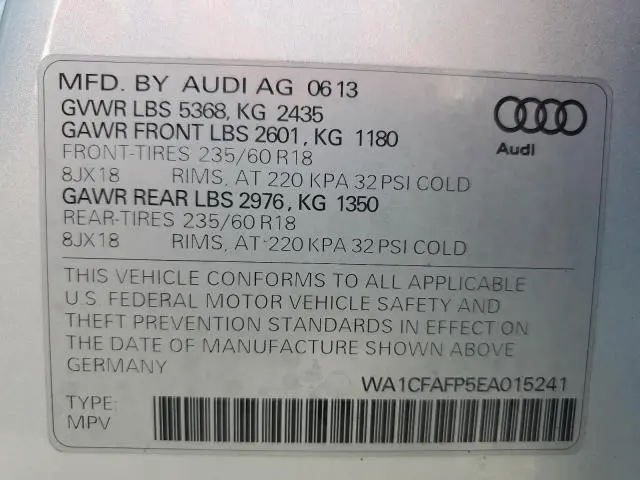 MFD. BY AUDI AG 06 13
GVWR LBS 5368, KG 2435
GAWR FRONT LBS 2601, KG 1180
FRONT-TIRES 235/60 R18
8JX18 RIMS, AT 220 KPA 32 PSI COLD
GAWR REAR LBS 2976, KG 1350
REAR-TIRES 235/60 R18
8JX18 RIMS, AT 220 KPA 32 PSI COLD
Audi
THIS VEHICLE CONFORMS TO ALL APPLICABLE
U.S. FEDERAL MOTOR VEHICLE SAFETY AND
THEFT PREVENTION STANDARDS IN EFFECT ON
THE DATE OF MANUFACTURE SHOWN ABOVE
GERMANY
WA1CFAFP5EA015241
TYPE:
MPV